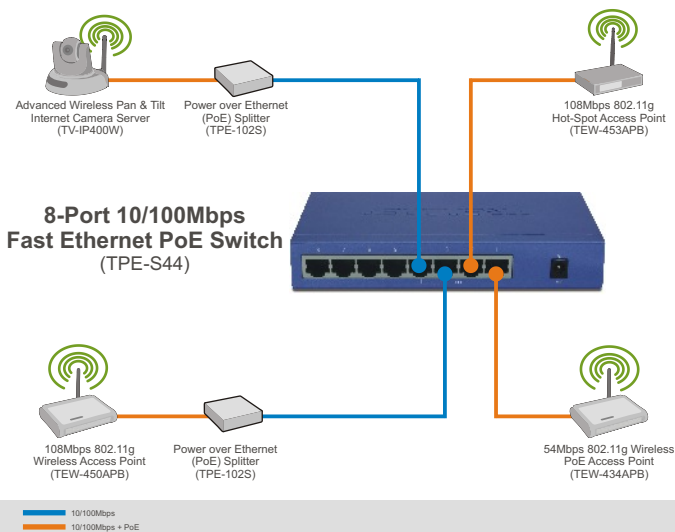 Advanced Wireless Pan & Tilt
Internet Camera Server
(TV-IP400W)
Power over Ethernet
(PoE) Splitter
(TPE-102S)
108Mbps 802.11g
Hot-Spot Access Point
(TEW-453APB)
8-Port 10/100Mbps
Fast Ethernet PoE Switch
(TPE-S44)
108Mbps 802.11g
Wireless Access Point
(TEW-450APB)
Power over Ethernet
(PoE) Splitter
(TPE-102S)
54Mbps 802.11g Wireless
PoE Access Point
(TEW-434APB)
10/100Mbps
10/100Mbps + PoE